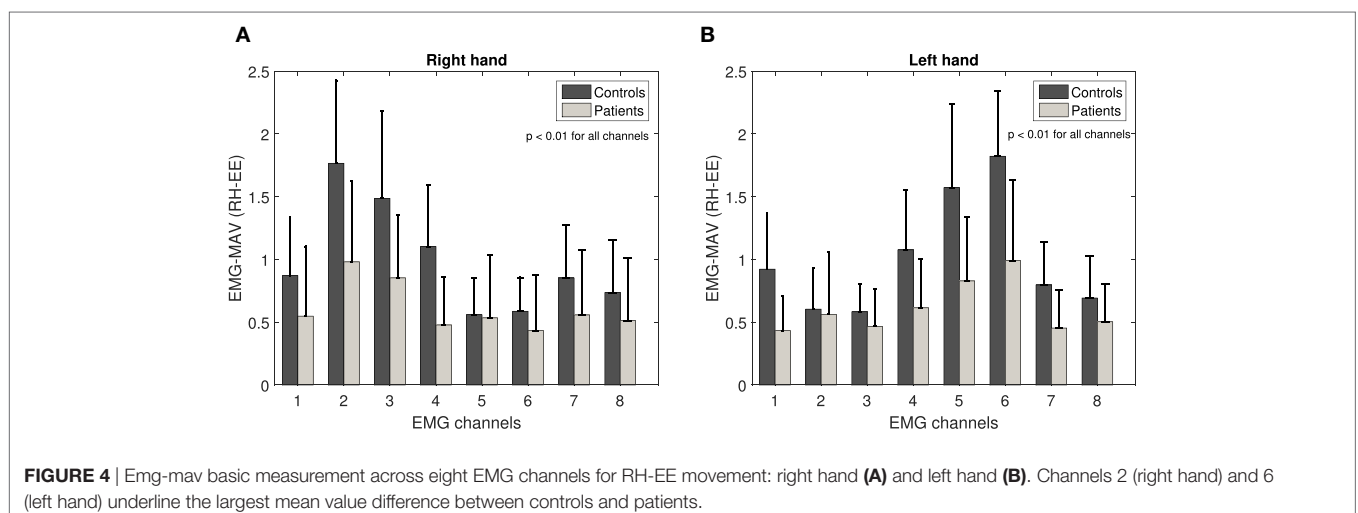 A
Right hand
2.5
2
1.5
1
0.5
0
EMG-MAV (RH-EE)
Controls
Patients
p < 0.01 for all channels
1 2 3 4 5 6 7 8
EMG channels
B
Left hand
2.5
2
1.5
1
0.5
0
EMG-MAV (RH-EE)
Controls
Patients
p < 0.01 for all channels
1 2 3 4 5 6 7 8
EMG channels
FIGURE 4 | Emg-mav basic measurement across eight EMG channels for RH-EE movement: right hand (A) and left hand (B). Channels 2 (right hand) and 6
(left hand) underline the largest mean value difference between controls and patients.